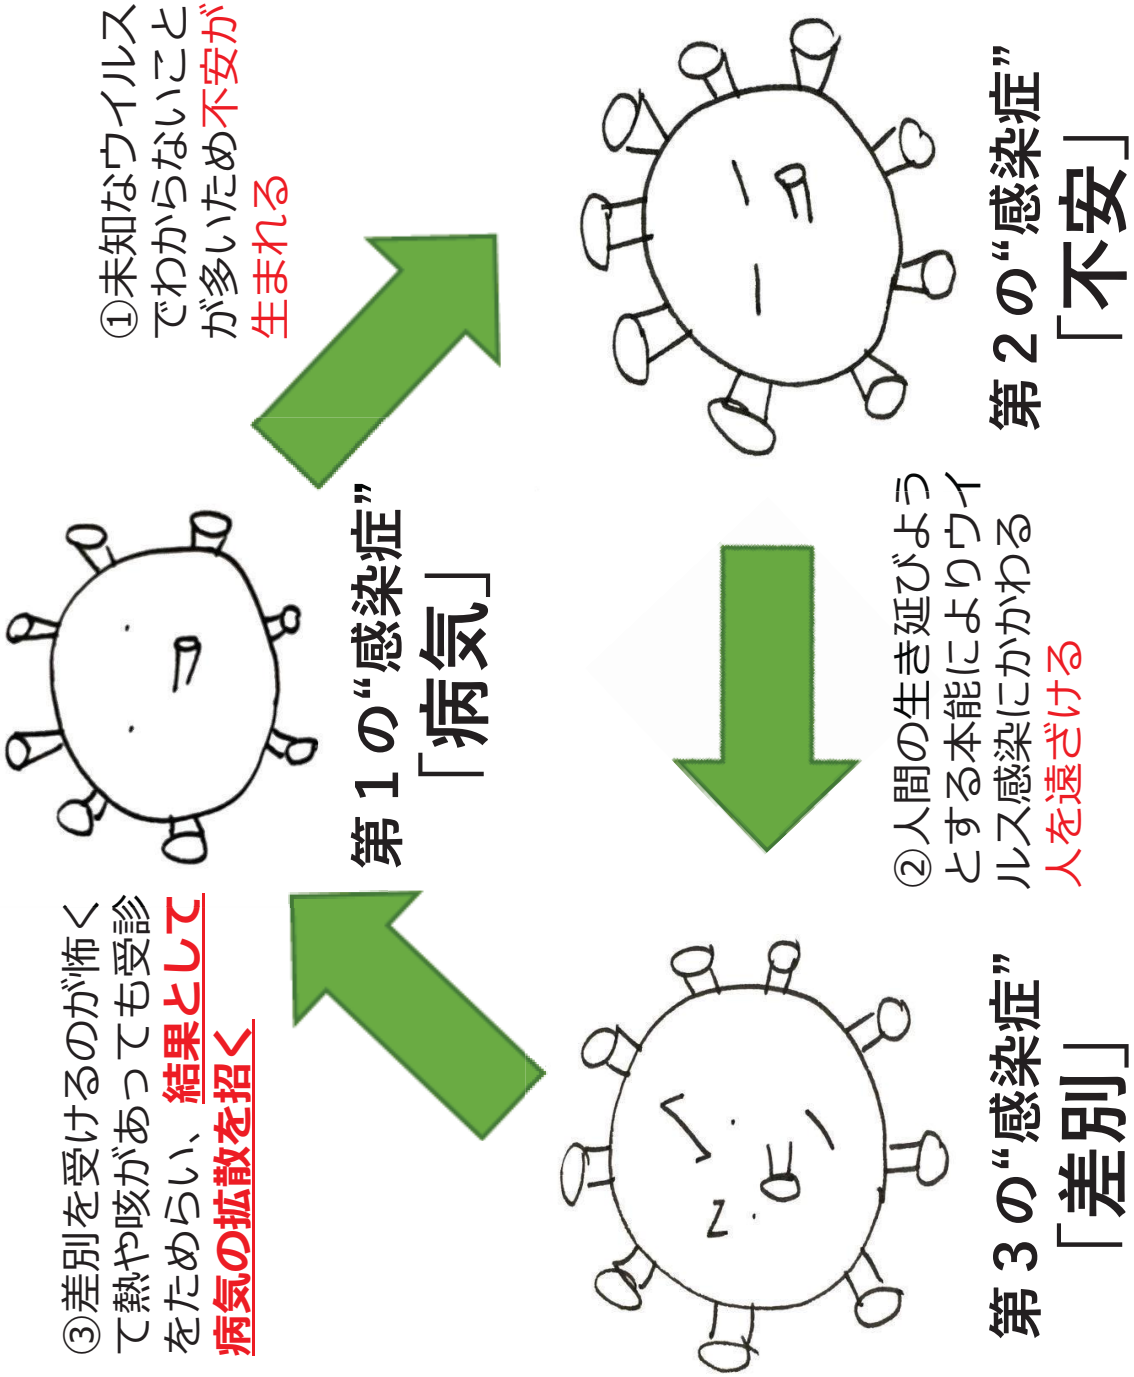 第１の“感染症”
「病気」
①未知なウイルス
でわからないこと
が多いため不安が
生まれる
第２の“感染症”
「不安」
②人間の生き延びよう
とする本能によりウイ
ルス感染にかかわる
人を遠ざける
第３の“感染症”
「差別」
③差別を受けるのが怖く
て熱や咳があっても受診
をためらい、結果として
病気の拡散を招く